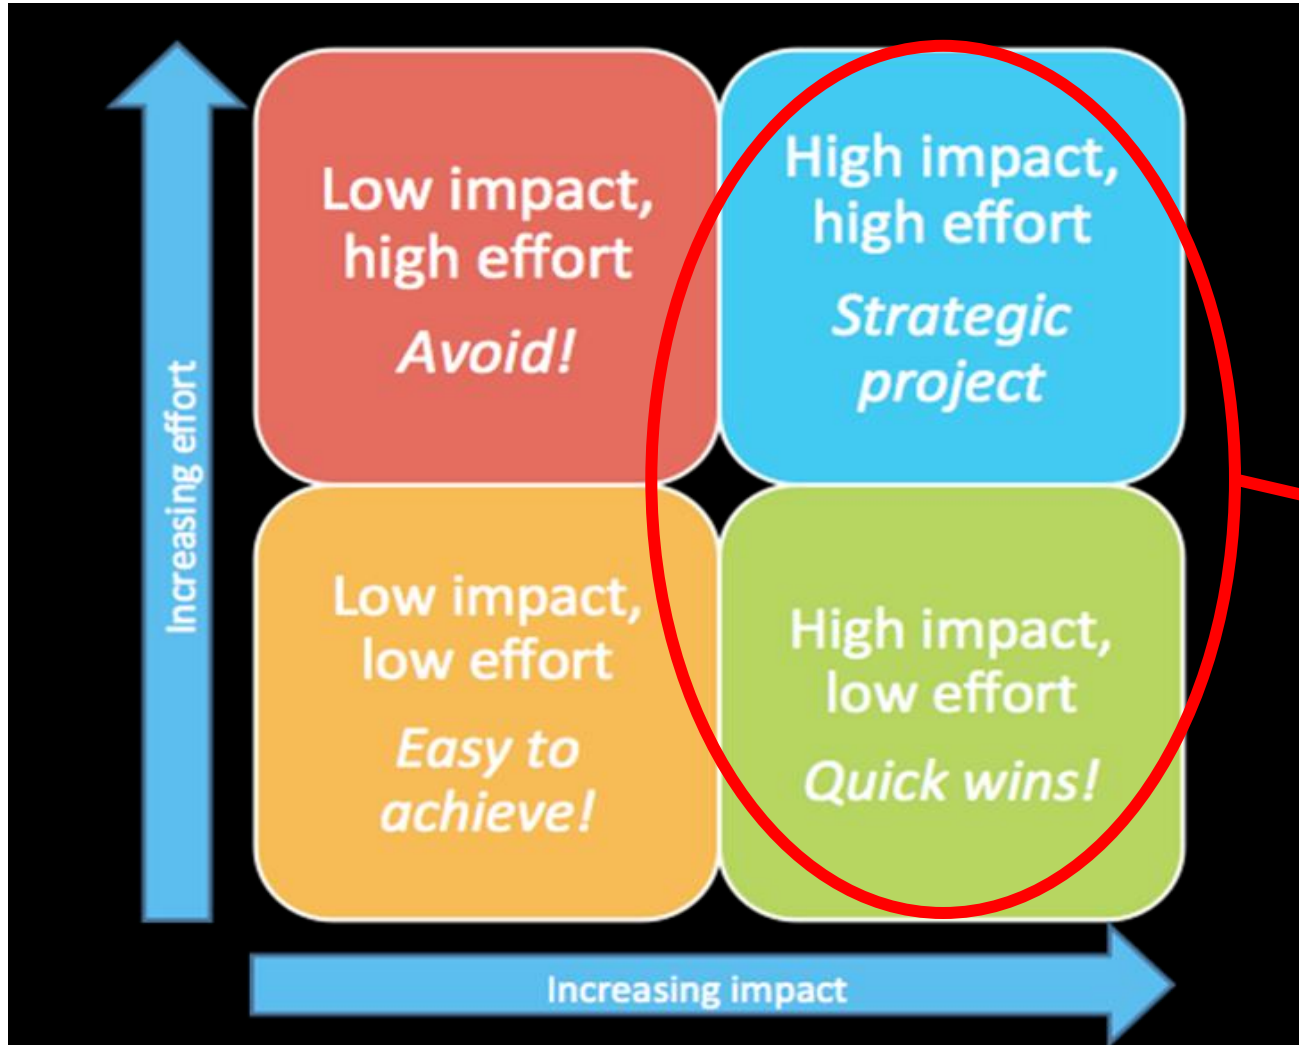 Low impact,
high effort
Avoid!
High impact,
high effort
Strategic
project
Low impact,
low effort
Easy to
achieve!
High impact,
low effort
Quick wins!
Increasing effort
Increasing impact